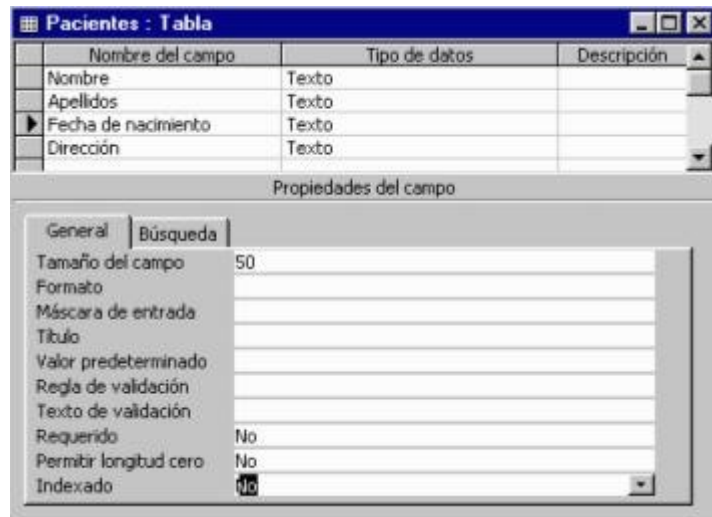 Pacientes : Tabla
Nombre del campo Tipo de datos Descripción
Nombre Texto
Apellidos Texto
Fecha de nacimiento Texto
Dirección Texto
Propiedades del campo
General Búsqueda
Tamaño del campo 50
Formato
Máscara de entrada
Título
Valor predeterminado
Regla de validación
Texto de validación
Requerido No
Permitir longitud cero No
Indexado No